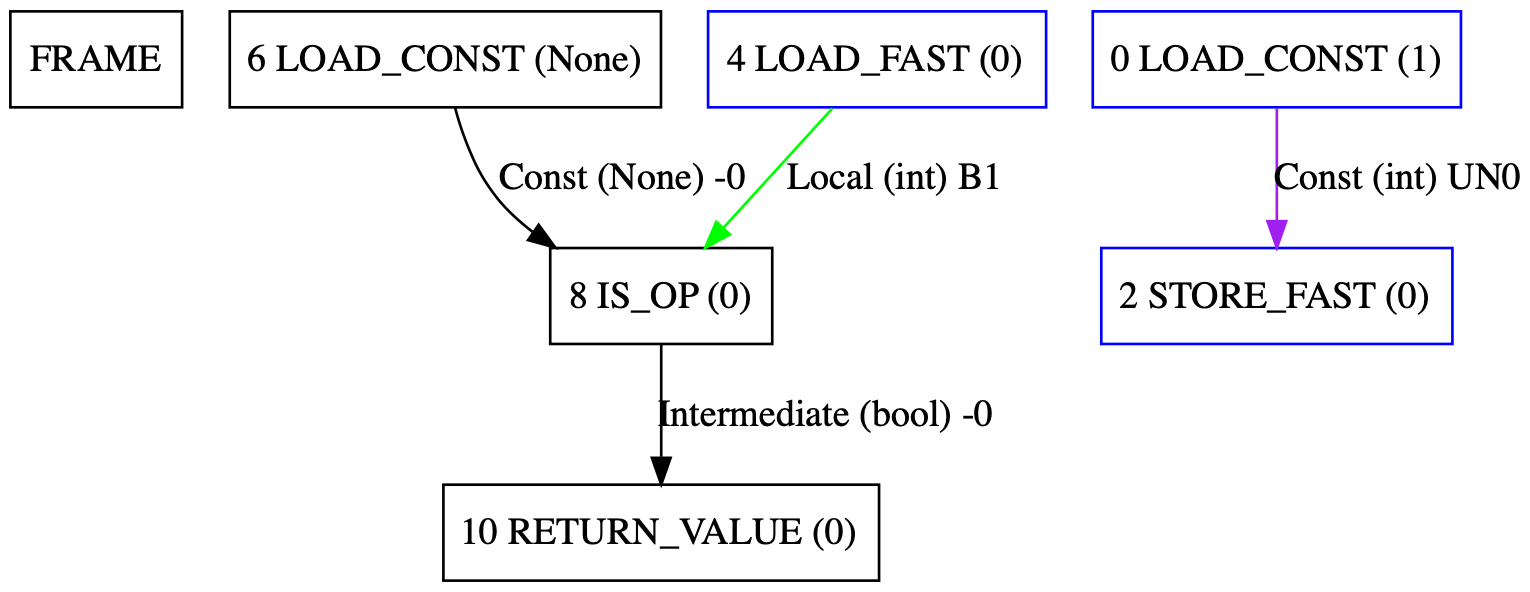 FRAME
6 LOAD_CONST (None)
4 LOAD_FAST (0)
0 LOAD_CONST (1)
Const (None) -0
Local (int) B1
Const (int) UN0
8 IS_OP (0)
2 STORE_FAST (0)
Intermediate (bool) -0
10 RETURN_VALUE (0)